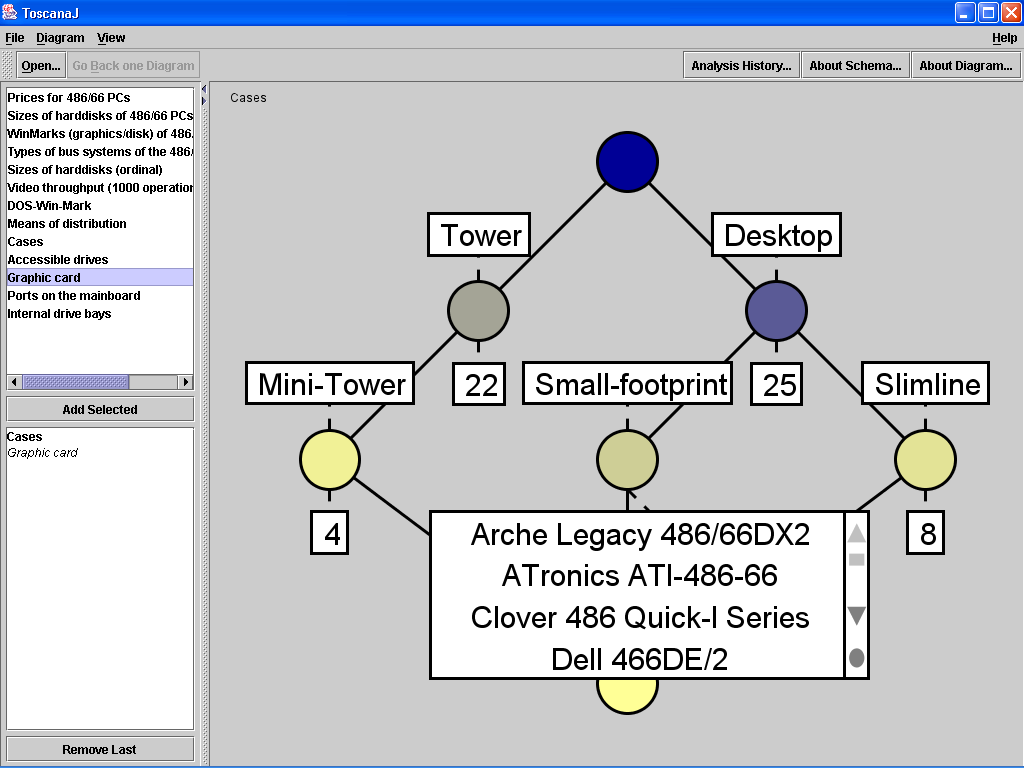 ToscanaJ
File Diagram View Help
Open... Go Back one Diagram Analysis History... About Schema... About Diagram...
Prices for 486/66 PCs
Sizes of harddisks of 486/66 PCs
WinMarks (graphics/disk) of 486.
Types of bus systems of the 486/
Sizes of harddisks (ordinal)
Video throughput (1000 operation
DOS-Win-Mark
Means of distribution
Cases
Accessible drives
Graphic card
Ports on the mainboard
Internal drive bays
Add Selected
Cases
Graphic card
Remove Last
Cases
Tower
Desktop
Mini-Tower
22
Small-footprint
25
Slimline
4
8
Arche Legacy 486/66DX2
ATronics ATI-486-66
Clover 486 Quick-I Series
Dell 466DE/2